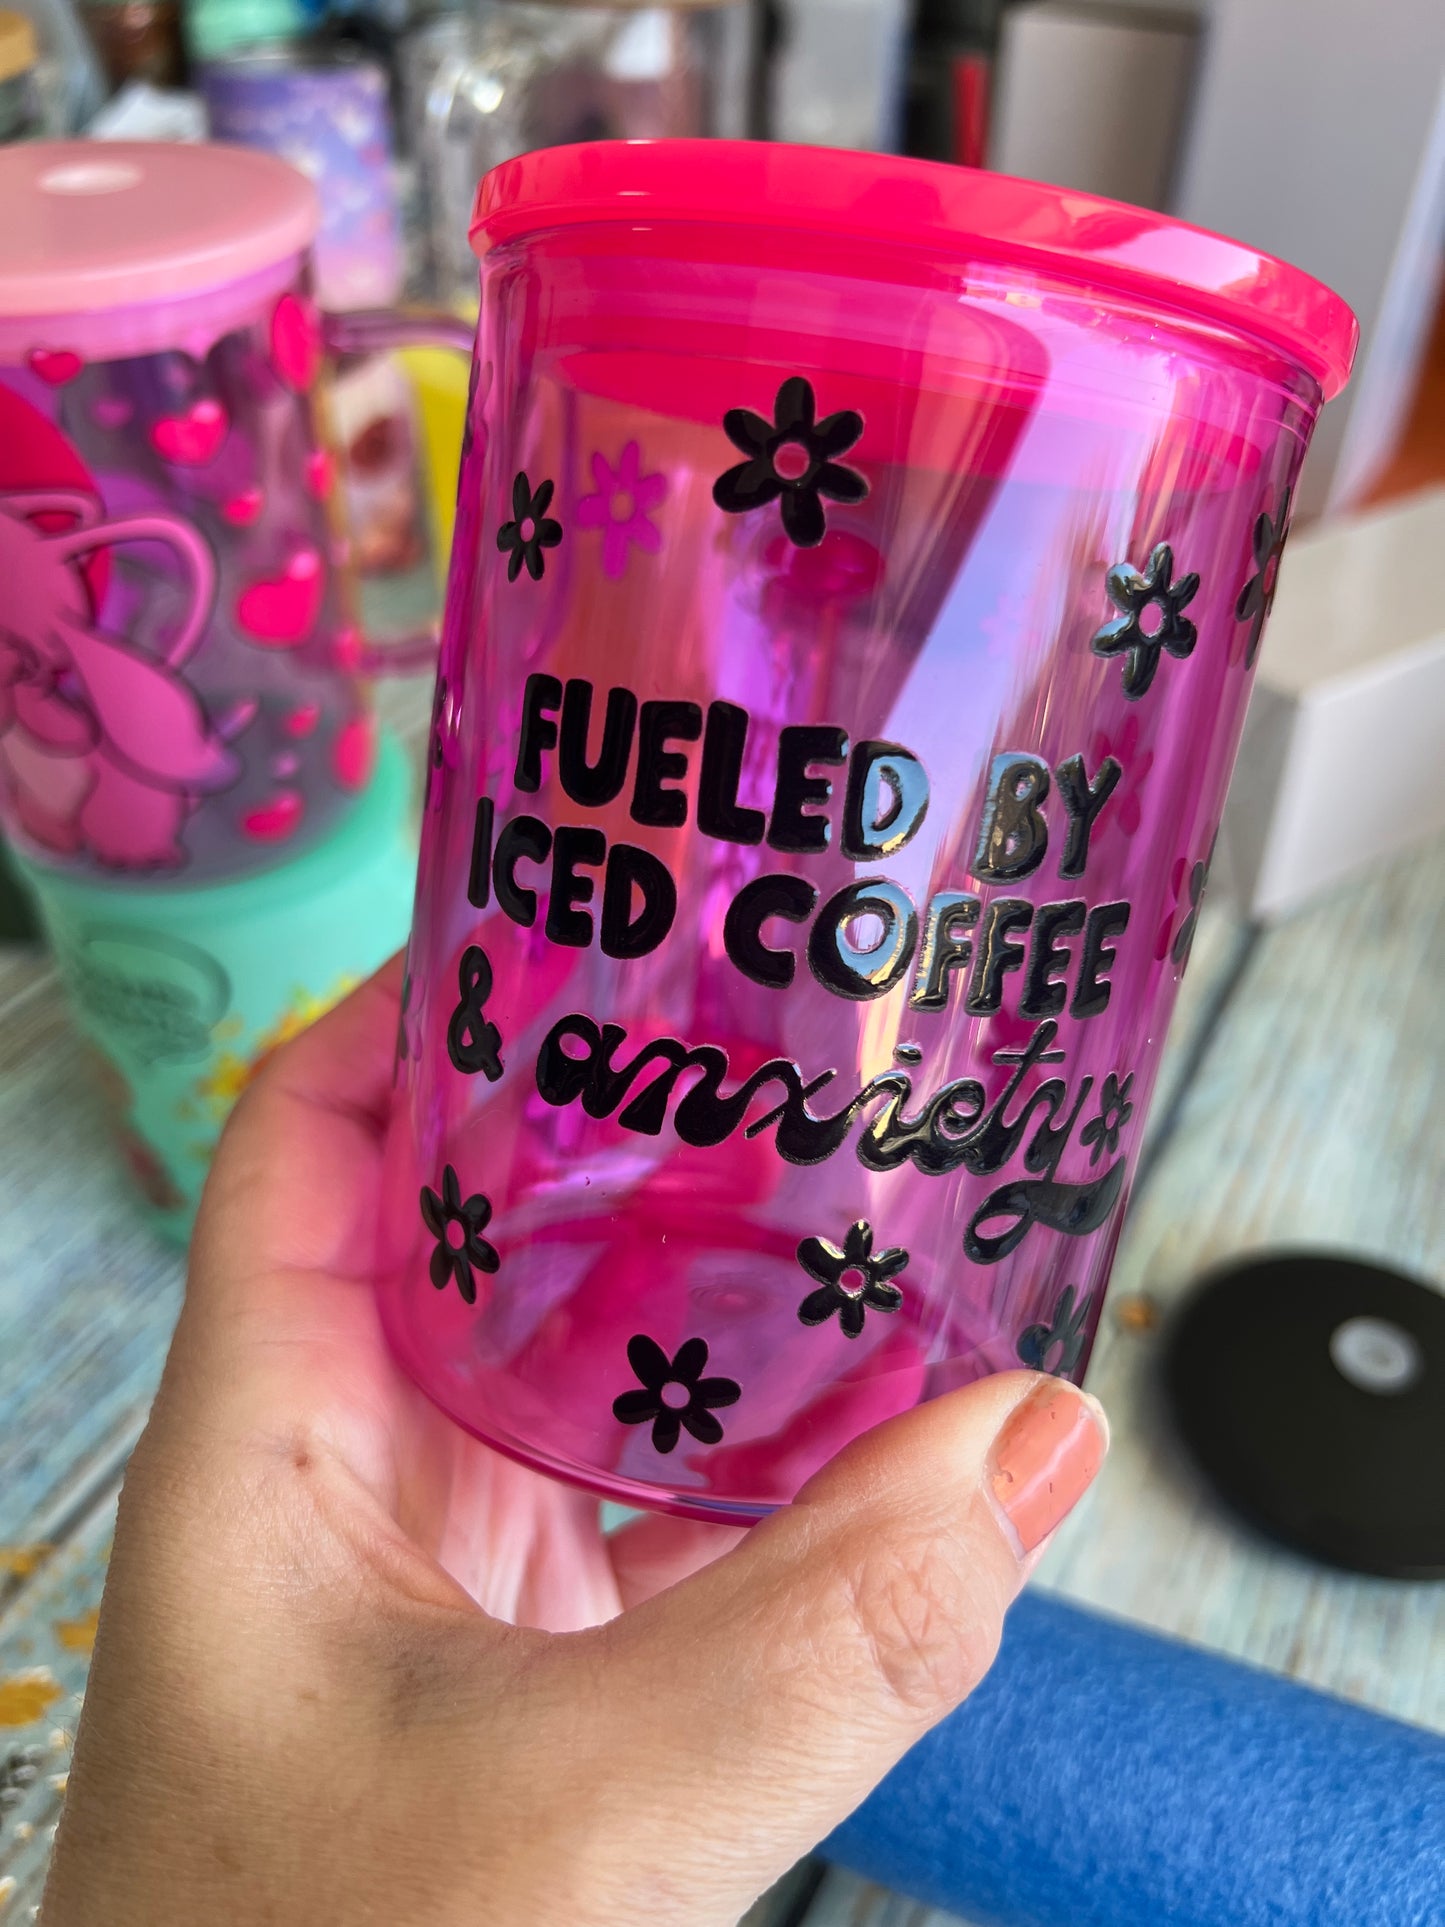 FUELED BY
ICED COFFEE
& anxiety